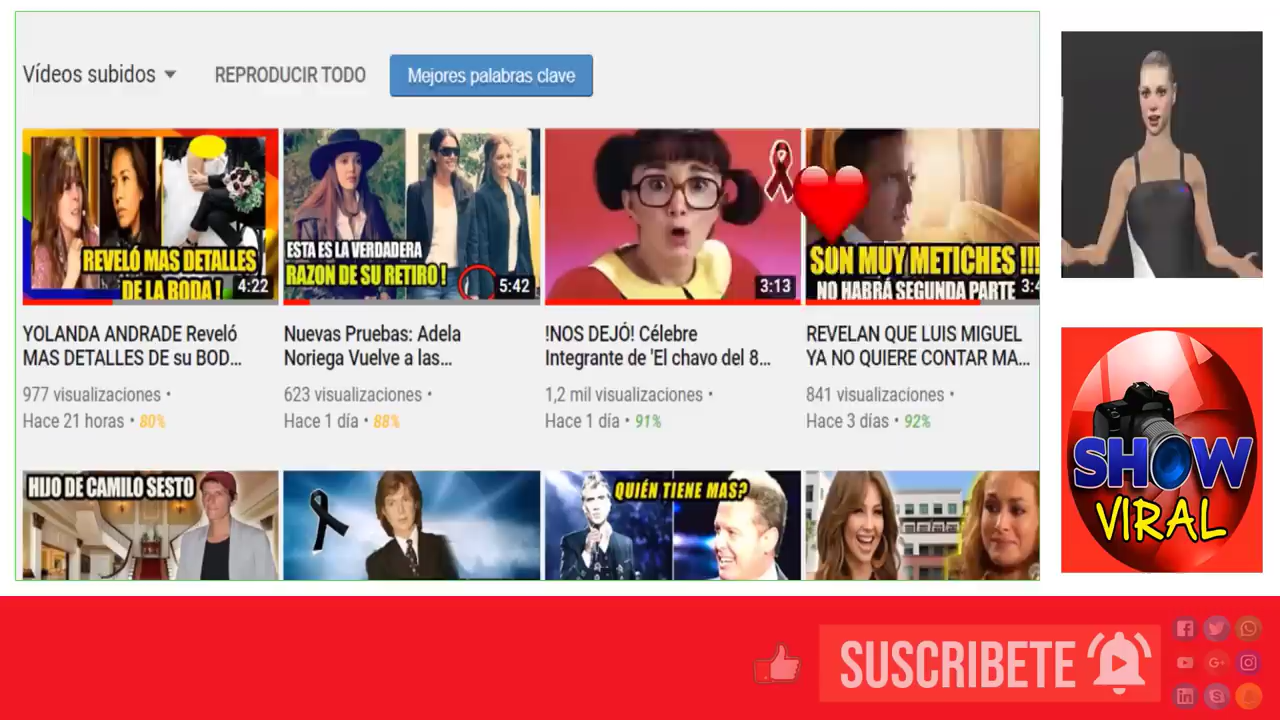 Vídeos subidos
REPRODUCIR TODO
Mejores palabras clave
REVELÓ MAS DETALLES
DE LA BODA !
4:22
ESTA ES LA VERDADERA
RAZON DE SU RETIRO !
5:42
3:13
SON MUY METICHES !!!
NO HABRÁ SEGUNDA PARTE
3:4
YOLANDA ANDRADE Reveló
MAS DETALLES DE su BOD...
Nuevas Pruebas: Adela
Noriega Vuelve a las...
!NOS DEJÓ! Célebre
Integrante de 'El chavo del 8...
REVELAN QUE LUIS MIGUEL
YA NO QUIERE CONTAR MA...
977 visualizaciones •
Hace 21 horas • 80%
623 visualizaciones •
Hace 1 día • 88%
1,2 mil visualizaciones •
Hace 1 día • 91%
841 visualizaciones •
Hace 3 días • 92%
HIJO DE CAMILO SESTO
QUIÉN TIENE MAS?
SHOW
VIRAL
SUSCRIBETE